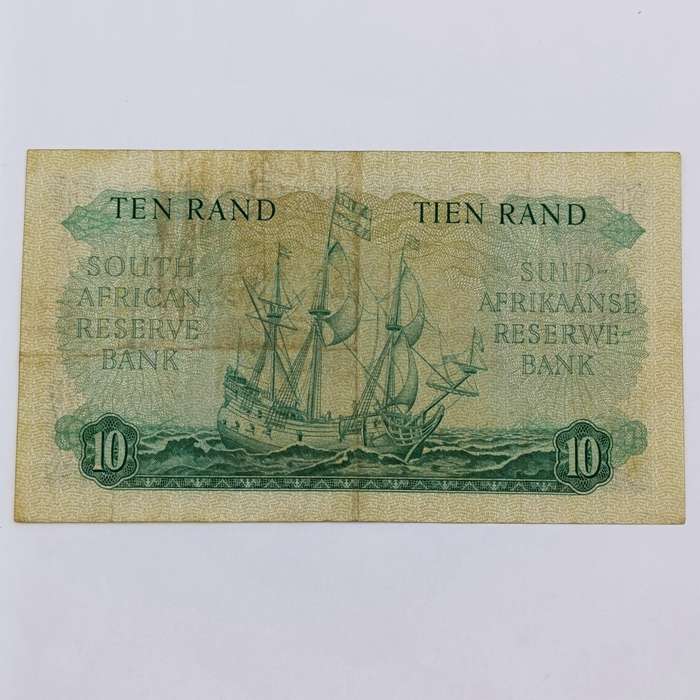 TEN RAND
TIEN RAND
SOUTH
AFRICAN
RESERVE
BANK
SUID-
AFRIKAANSE
RESERWE-
BANK
10
10